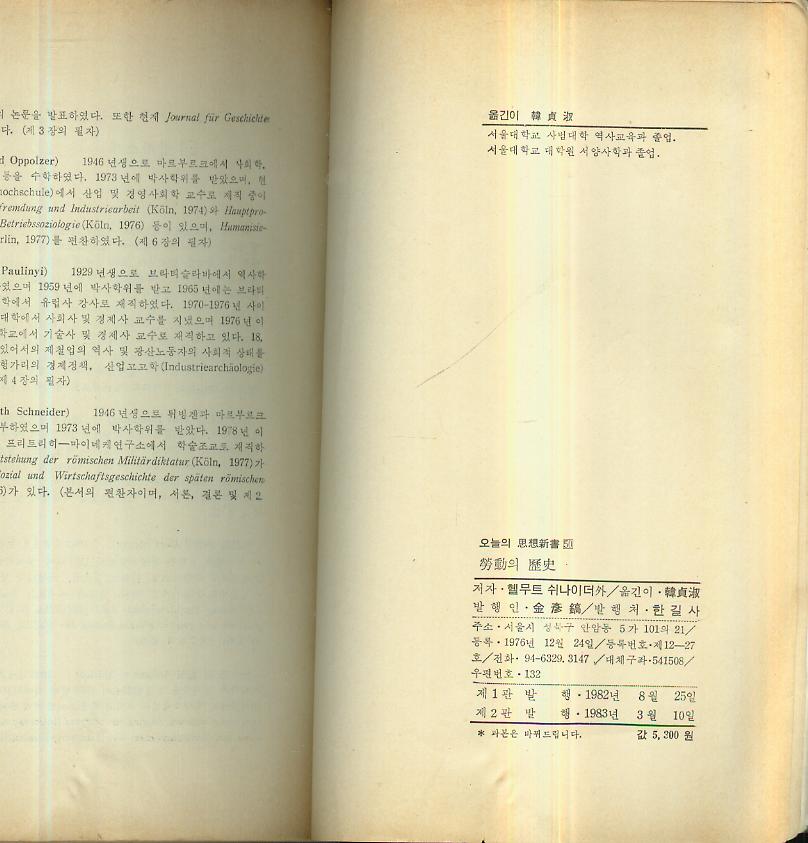 논문을 발표하였다. 또한 현재 Journal für Geschichte
다. (제 3 장의 필자)
d Oppolzer) 1946 년생으로 마르부르크에서 사회학,
등을 수학하였다. 1973 년에 박사학위를 받았으며, 현
hochschule)에서 산업 및 경영사회학 교수로 재직 중이
fremdung und Industriearbeit (Köln, 1974)와 Hauptpro-
Betriebssoziologie (Köln, 1976) 등이 있으며, Humanisie-
rlin, 1977)를 편찬하였다. (제 6 장의 필자)
Paulinyi) 1929 년생으로 브라티슬라바에서 역사학
였으며 1959 년에 박사학위를 받고 1965 년에는 브라티
학에서 유럽사 강사로 재직하였다. 1970-1976 년 사이
대학에서 사회사 및 경제사 교수를 지냈으며 1976 년 이
학교에서 기술사 및 경제사 교수로 재직하고 있다. 18,
있어서의 제철업의 역사 및 광산노동자의 사회적 상태를
헝가리의 경제정책, 산업고고학(Industriearchäologie)
제 4 장의 필자)
th Schneider) 1946 년생으로 튀빙겐과 마르부르크
부하였으며 1973 년에 박사학위를 받았다. 1978 년 이
프리트리히—마이네케연구소에서 학술조교로 재직하
tstehung der römischen Militärdiktatur (Köln, 1977)가
ozial und Wirtschaftsgeschichte der späten römischen
6)가 있다. (본서의 편찬자이며, 서론, 결론 및 제 2
옮긴이 韓 貞 淑
서울대학교 사범대학 역사교육과 졸업.
서울대학교 대학원 서양사학과 졸업.
오늘의 思想新書
勞動의 歷史
저자·헬무트 쉬나이더外/옮긴이·韓貞淑
발 행 인·金 彦 鎬/발 행 처·한 길 사
주소·서울시 성북구 안암동 5 가 101의 21/
등록·1976년 12월 24일/등록번호·제12—27
호/전화· 94-6329. 3147 /대체구좌·541508/
우편번호·132
제 1 판 발 행·1982년 8 월 25일
제 2 판 발 행·1983년 3 월 10일
* 파본은 바꿔드립니다. 값 5,300 원